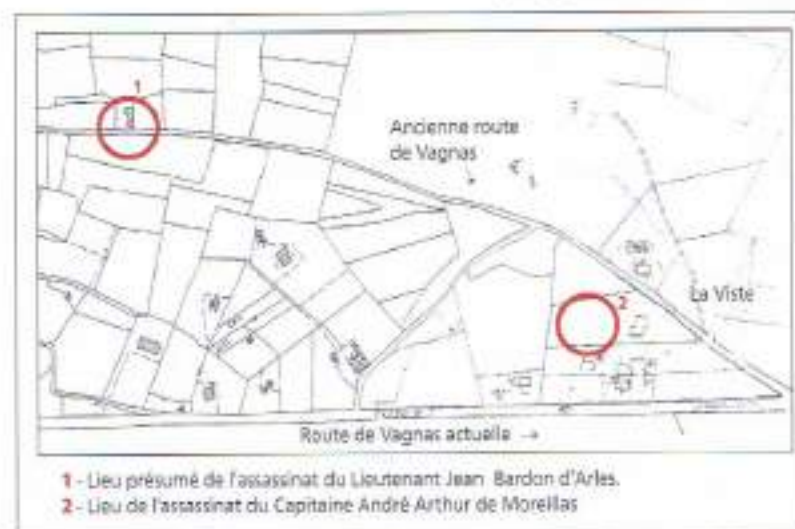 1
Ancienne route
de Vagnas
2
La Viste
Route de Vagnas actuelle →
1 - Lieu présumé de l'assassinat du Lieutenant Jean Bardon d'Arles.
2 - Lieu de l'assassinat du Capitaine André Arthur de Moreillas